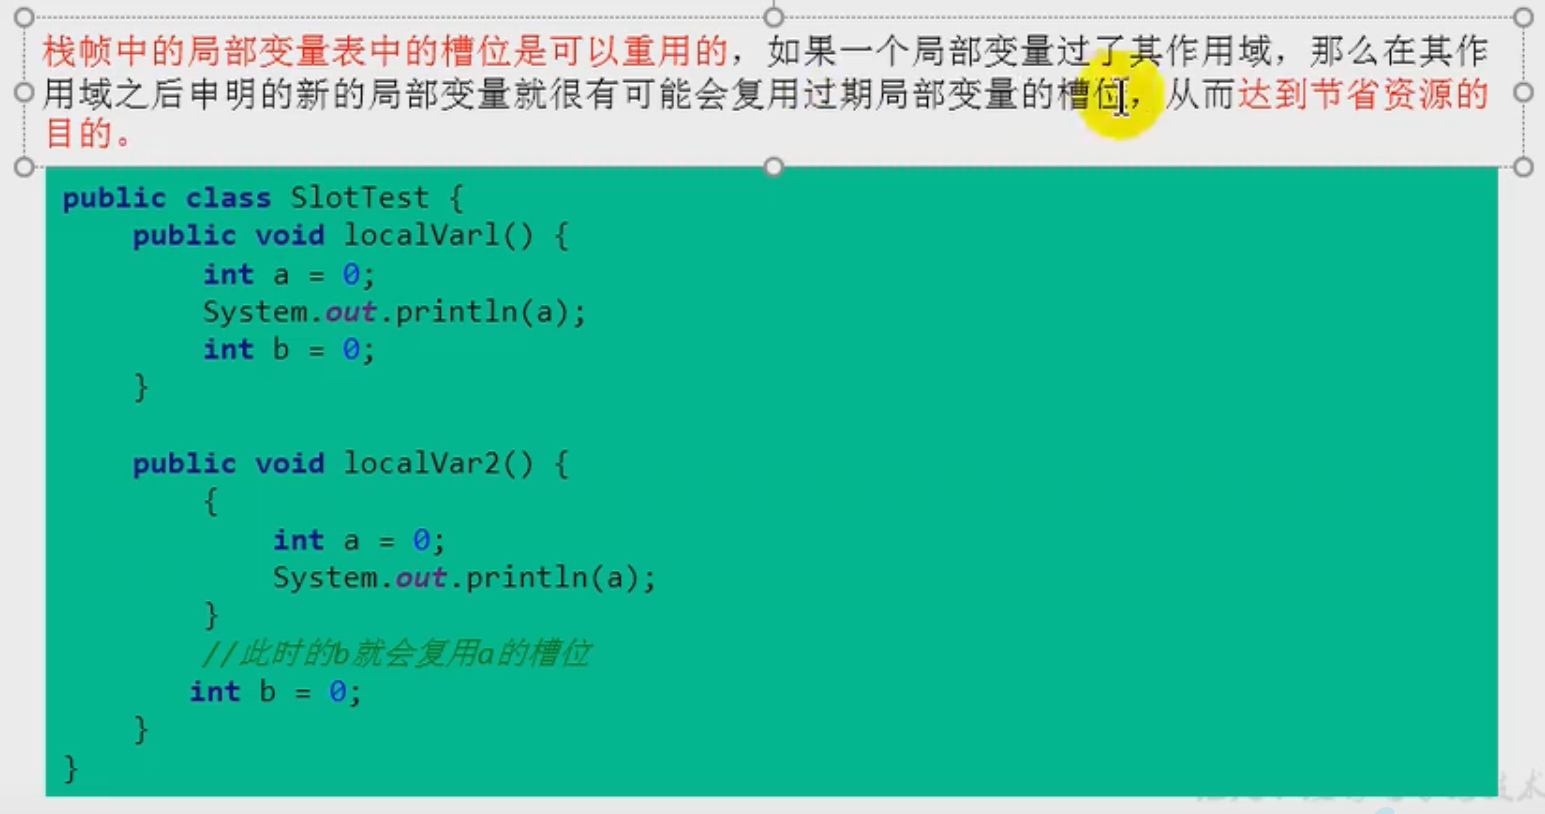 栈帧中的局部变量表中的槽位是可以重用的，如果一个局部变量过了其作用域，那么在其作
用域之后申明的新的局部变量就很有可能会复用过期局部变量的槽位，从而达到节省资源的
目的。
public class SlotTest {
public void localVarl() {
int a = 0;
System.out.println(a);
int b = 0;
}
public void localVar2() {
{
int a = 0;
System.out.println(a);
}
//此时的b就会复用a的槽位
int b = 0;
}
}
技术